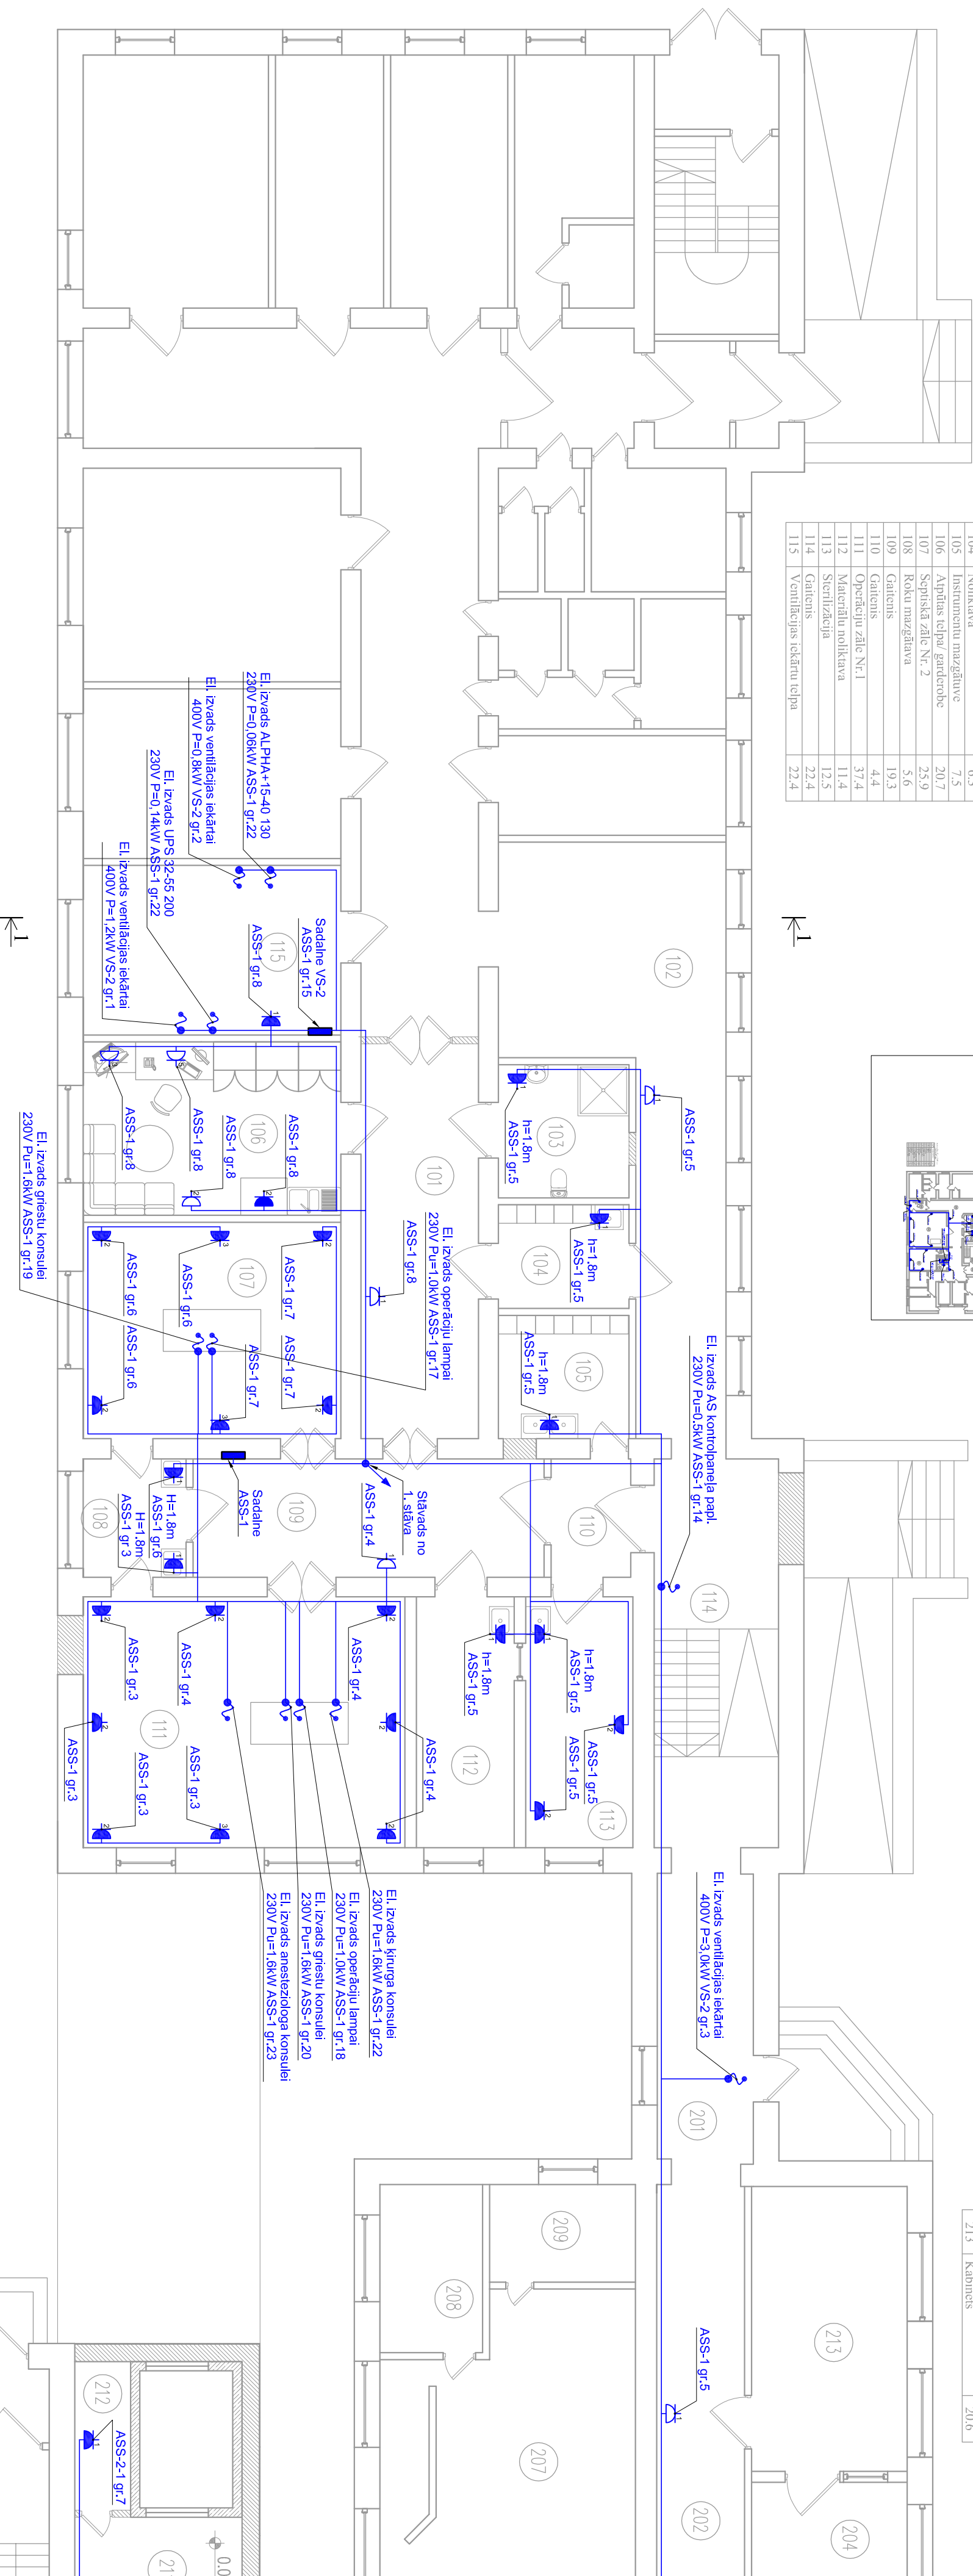 105 Instrumentu mazgātuve 7.5
106 Atpūtas telpa/ garderobe 20.7
107 Septiskā zāle Nr. 2 25.9
108 Roku mazgātava 5.6
109 Gaitenis 19.3
110 Gaitenis 4.4
111 Operāciju zāle Nr.1 37.4
112 Materiālu noliktava 11.4
113 Sterilizācija 12.5
114 Gaitenis 22.4
115 Ventilācijas iekārtu telpa 22.4
213 Kabinets 20.6
1
1
El. izvads ALPHA+15-40 130
230V P=0,06kW ASS-1 gr.22
El. izvads ventilācijas iekārtai
400V P=0,8kW VS-2 gr.2
El. izvads UPS 32-55 200
230V P=0,14kW ASS-1 gr.22
El. izvads ventilācijas iekārtai
400V P=1,2kW VS-2 gr.1
Sadalne VS-2
ASS-1 gr.15
ASS-1 gr.8
115
102
ASS-1 gr.5
103
h=1.8m
ASS-1 gr.5
101
106
ASS-1 gr.8
ASS-1 gr.8
ASS-1 gr.8
ASS-1 gr.8
104
h=1.8m
ASS-1 gr.5
El. izvads operāciju lampai
230V Pu=1.0kW ASS-1 gr.17
ASS-1 gr.8
El. izvads griestu konsulei
230V Pu=1.6kW ASS-1 gr.19
107
ASS-1 gr.7
ASS-1 gr.6
ASS-1 gr.6
ASS-1 gr.7
ASS-1 gr.7
ASS-1 gr.6
105
h=1.8m
ASS-1 gr.5
El. izvads AS kontrolpaneļa papl.
230V Pu=0.5kW ASS-1 gr.14
Sadalne
ASS-1
109
Stāvads no
1. stāva
ASS-1 gr.4
110
108
H=1.8m
ASS-1 gr.6
H=1.8m
ASS-1 gr 3
114
h=1.8m
ASS-1 gr.5
h=1.8m
ASS-1 gr.5
ASS-1 gr.5
ASS-1 gr.5
113
112
ASS-1 gr.4
ASS-1 gr.4
ASS-1 gr.3
ASS-1 gr.4
111
ASS-1 gr.3
ASS-1 gr.3
ASS-1 gr.3
El. izvads ķirurga konsulei
230V Pu=1.6kW ASS-1 gr.22
El. izvads operāciju lampai
230V Pu=1.0kW ASS-1 gr.18
El. izvads griestu konsulei
230V Pu=1.6kW ASS-1 gr.20
El. izvads anesteziologa konsulei
230V Pu=1.6kW ASS-1 gr.23
El. izvads ventilācijas iekārtai
400V P=3,0kW VS-2 gr.3
201
209
208
213
ASS-1 gr.5
207
202
204
212
ASS-2-1 gr.7